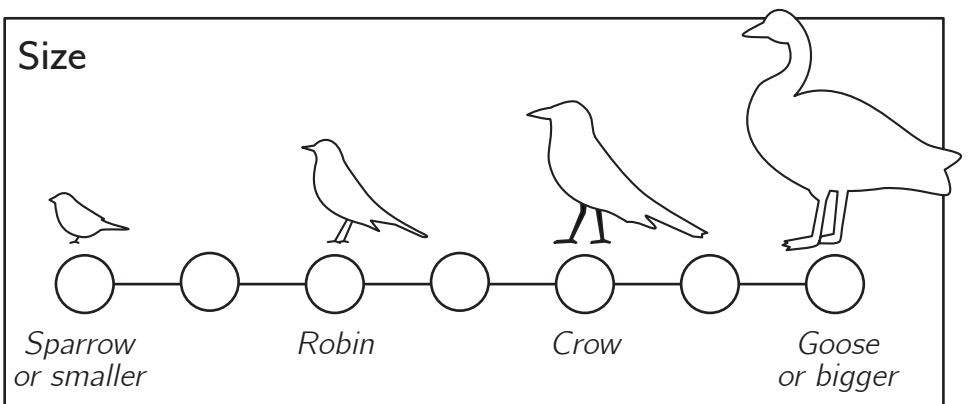 Size
Sparrow
or smaller
Robin
Crow
Goose
or bigger